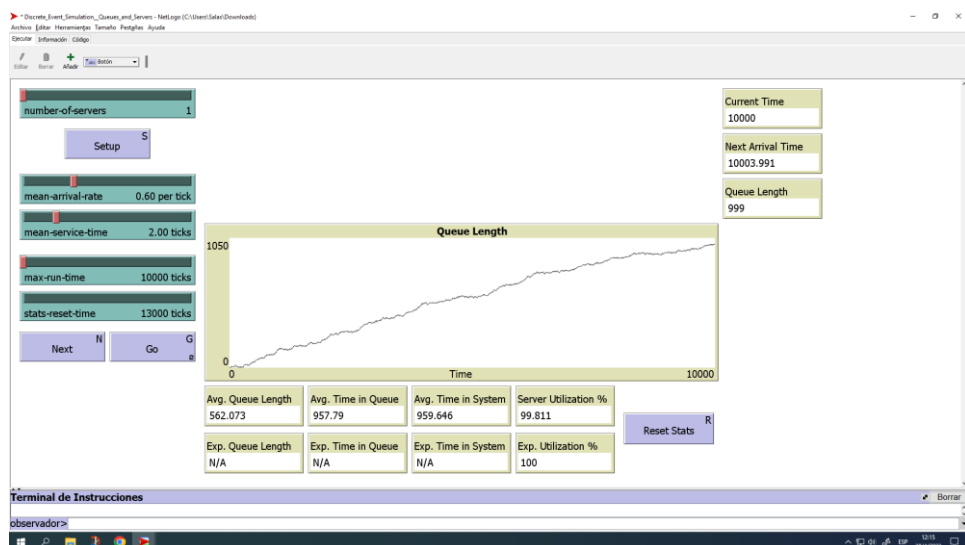 * Discrete_Event_Simulation__Queues_and_Servers - NetLogo {C:\Users\Salas\Downloads}
Archivo Editar Herramientas Tamaño Pestañas Ayuda
Ejecutar Información Código
Editar Borrar Añadir Botón
number-of-servers 1
Setup S
mean-arrival-rate 0.60 per tick
mean-service-time 2.00 ticks
max-run-time 10000 ticks
stats-reset-time 13000 ticks
Next N
Go G
Current Time
10000
Next Arrival Time
10003.991
Queue Length
999
Queue Length
1050
0
0 Time 10000
Avg. Queue Length Avg. Time in Queue Avg. Time in System Server Utilization %
562.073 957.79 959.646 99.811
Exp. Queue Length Exp. Time in Queue Exp. Time in System Exp. Utilization %
N/A N/A N/A 100
Reset Stats R
Terminal de Instrucciones Borrar
observador>
ESP 12:15